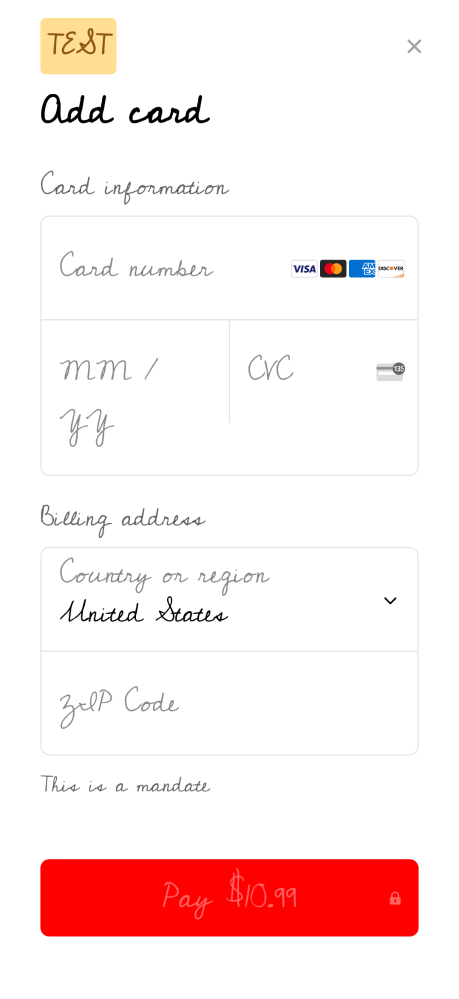 TEST
Add card
Card information
Card number VISA AMEX DISCOVER
MM / YY
CVC 135
Billing address
Country or region
United States
ZIP Code
This is a mandate
Pay $10.99